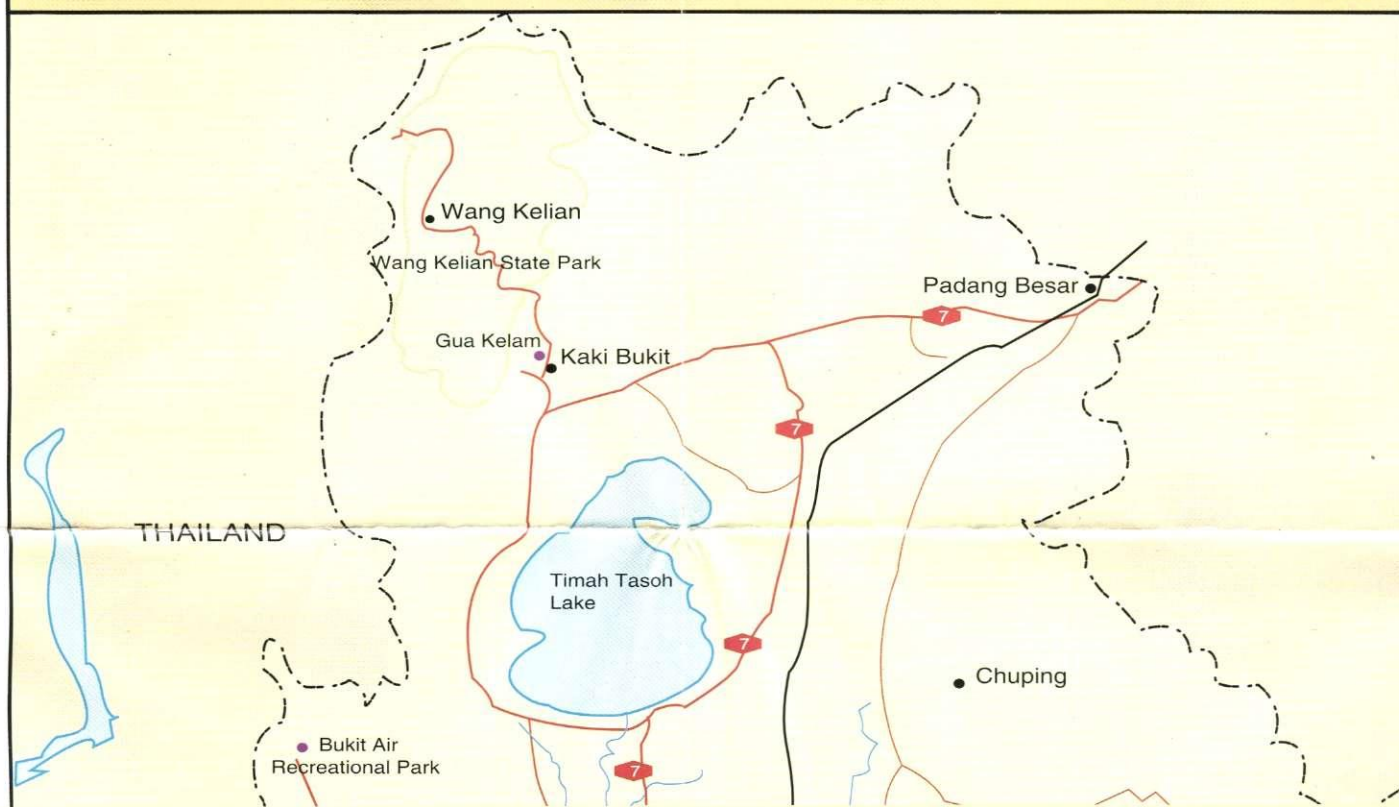 Wang Kelian
Wang Kelian State Park
Padang Besar
7
Gua Kelam
Kaki Bukit
7
THAILAND
Timah Tasoh
Lake
7
Chuping
Bukit Air
Recreational Park
7